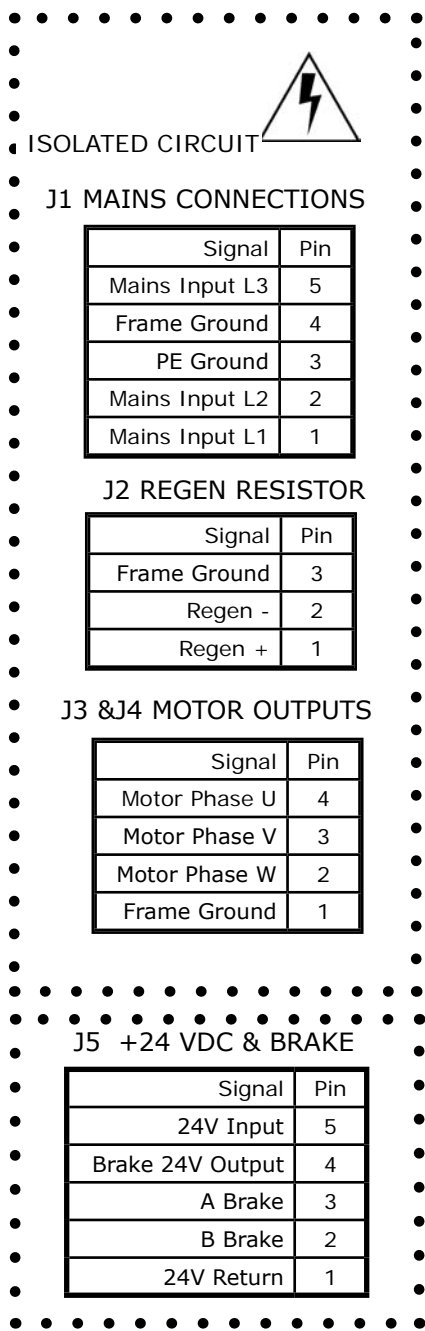 ISOLATED CIRCUIT
J1 MAINS CONNECTIONS
Signal Pin
Mains Input L3 5
Frame Ground 4
PE Ground 3
Mains Input L2 2
Mains Input L1 1
J2 REGEN RESISTOR
Signal Pin
Frame Ground 3
Regen - 2
Regen + 1
J3 &J4 MOTOR OUTPUTS
Signal Pin
Motor Phase U 4
Motor Phase V 3
Motor Phase W 2
Frame Ground 1
J5 +24 VDC & BRAKE
Signal Pin
24V Input 5
Brake 24V Output 4
A Brake 3
B Brake 2
24V Return 1